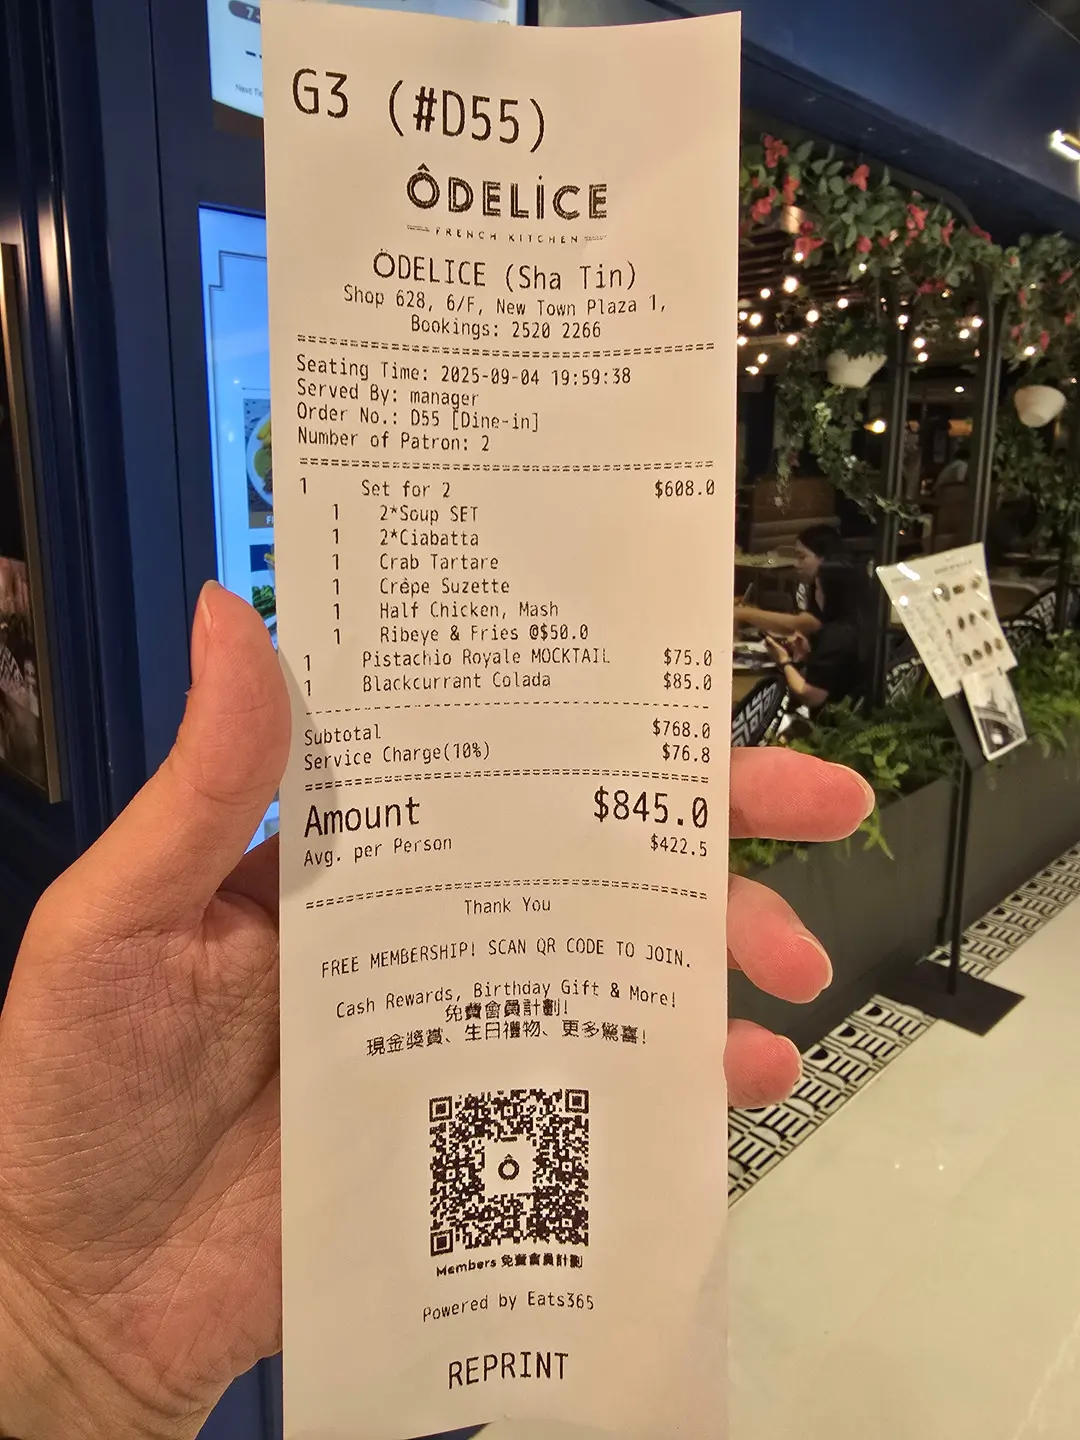 G3 (#D55)
ÔDELİCE
FRENCH KITCHEN
ÔDELICE (Sha Tin)
Shop 628, 6/F, New Town Plaza 1,
Bookings: 2520 2266
Seating Time: 2025-09-04 19:59:38
Served By: manager
Order No.: D55 [Dine-in]
Number of Patron: 2
1 Set for 2 $608.0
1 2*Soup SET
1 2*Ciabatta
1 Crab Tartare
1 Crêpe Suzette
1 Half Chicken, Mash
1 Ribeye & Fries @$50.0
1 Pistachio Royale MOCKTAIL $75.0
1 Blackcurrant Colada $85.0
Subtotal $768.0
Service Charge(10%) $76.8
Amount $845.0
Avg. per Person $422.5
Thank You
FREE MEMBERSHIP! SCAN QR CODE TO JOIN.
Cash Rewards, Birthday Gift & More!
免費會員計劃!
現金獎賞、生日禮物、更多驚喜!
Members 免費會員計劃
Powered by Eats365
REPRINT